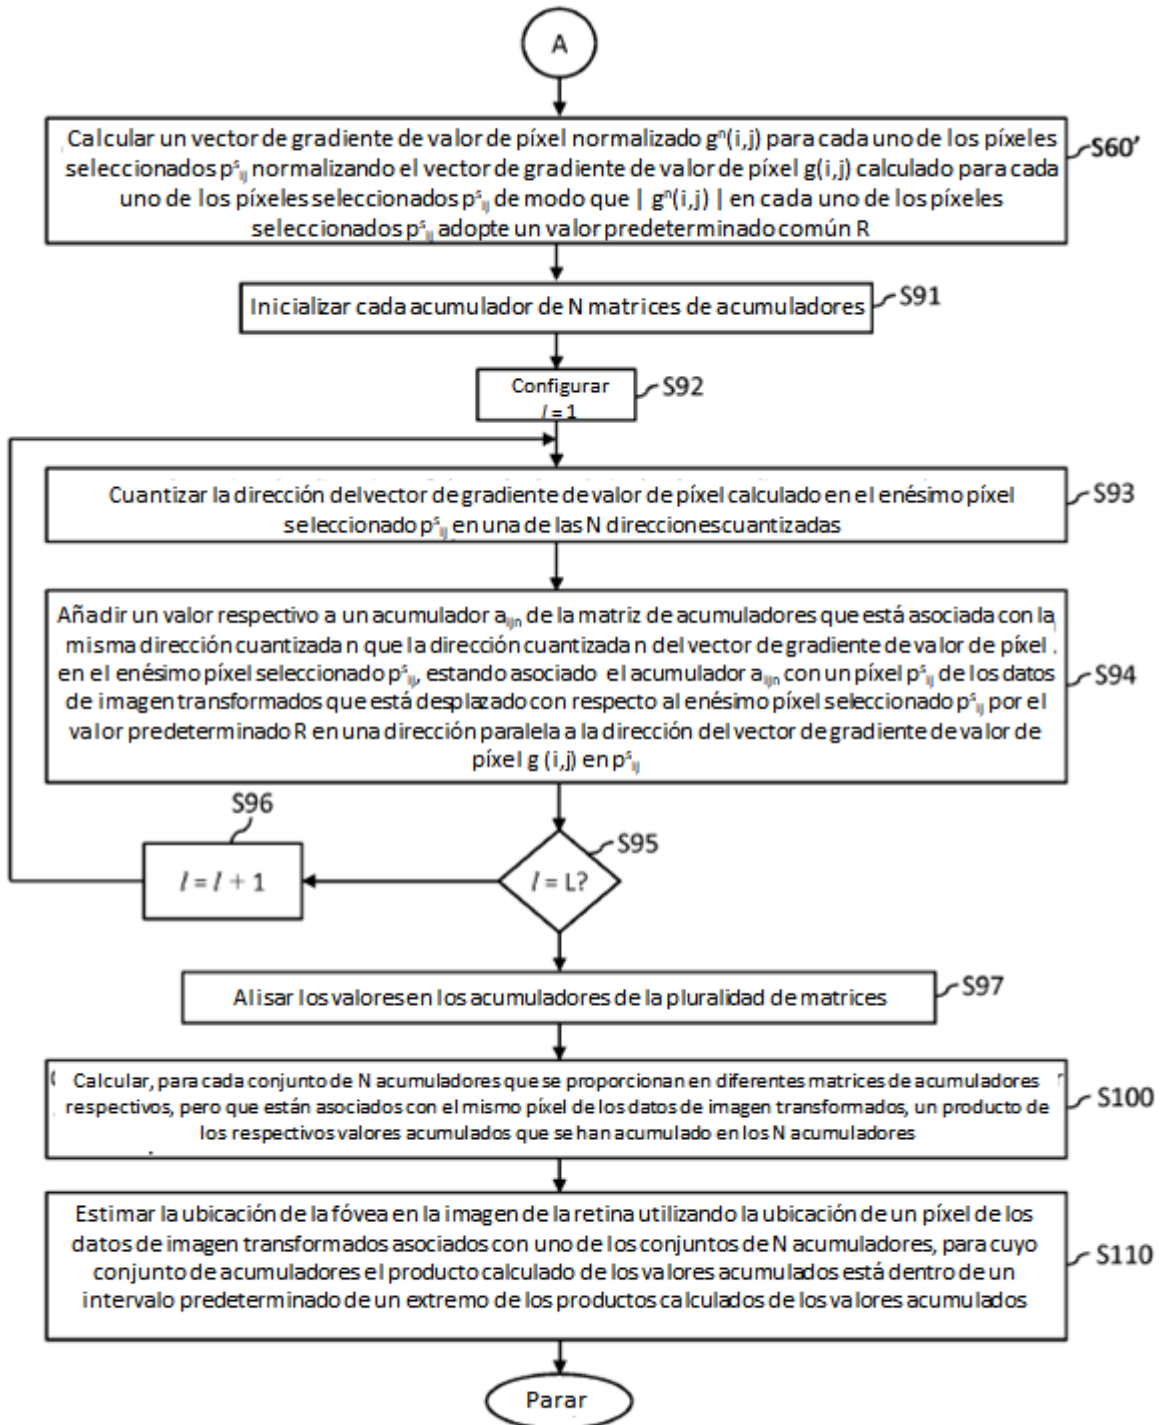 A
Calcular un vector de gradiente de valor de píxel normalizado gⁿ(i,j) para cada uno de los píxeles
seleccionados pˢᵢⱼ normalizando el vector de gradiente de valor de píxel g(i,j) calculado para cada
uno de los píxeles seleccionados pˢᵢⱼ de modo que | gⁿ(i,j) | en cada uno de los píxeles
seleccionados pˢᵢⱼ adopte un valor predeterminado común R
S60'
Inicializar cada acumulador de N matrices de acumuladores
S91
Configurar
l = 1
S92
Cuantizar la dirección del vector de gradiente de valor de píxel calculado en el enésimo píxel
seleccionado pˢᵢⱼ en una de las N direcciones cuantizadas
S93
Añadir un valor respectivo a un acumulador aᵢⱼₙ de la matriz de acumuladores que está asociada con la
misma dirección cuantizada n que la dirección cuantizada n del vector de gradiente de valor de píxel .
en el enésimo píxel seleccionado pˢᵢⱼ, estando asociado el acumulador aᵢⱼₙ con un píxel pˢᵢⱼ de los datos
de imagen transformados que está desplazado con respecto al enésimo píxel seleccionado pˢᵢⱼ por el
valor predeterminado R en una dirección paralela a la dirección del vector de gradiente de valor de
píxel g (i,j) en pˢᵢⱼ
S94
S96
l = l + 1
l = L?
S95
Alisar los valores en los acumuladores de la pluralidad de matrices
S97
Calcular, para cada conjunto de N acumuladores que se proporcionan en diferentes matrices de acumuladores
respectivos, pero que están asociados con el mismo píxel de los datos de imagen transformados, un producto de
los respectivos valores acumulados que se han acumulado en los N acumuladores
S100
Estimar la ubicación de la fóvea en la imagen de la retina utilizando la ubicación de un píxel de los
datos de imagen transformados asociados con uno de los conjuntos de N acumuladores, para cuyo
conjunto de acumuladores el producto calculado de los valores acumulados está dentro de un
intervalo predeterminado de un extremo de los productos calculados de los valores acumulados
S110
Parar